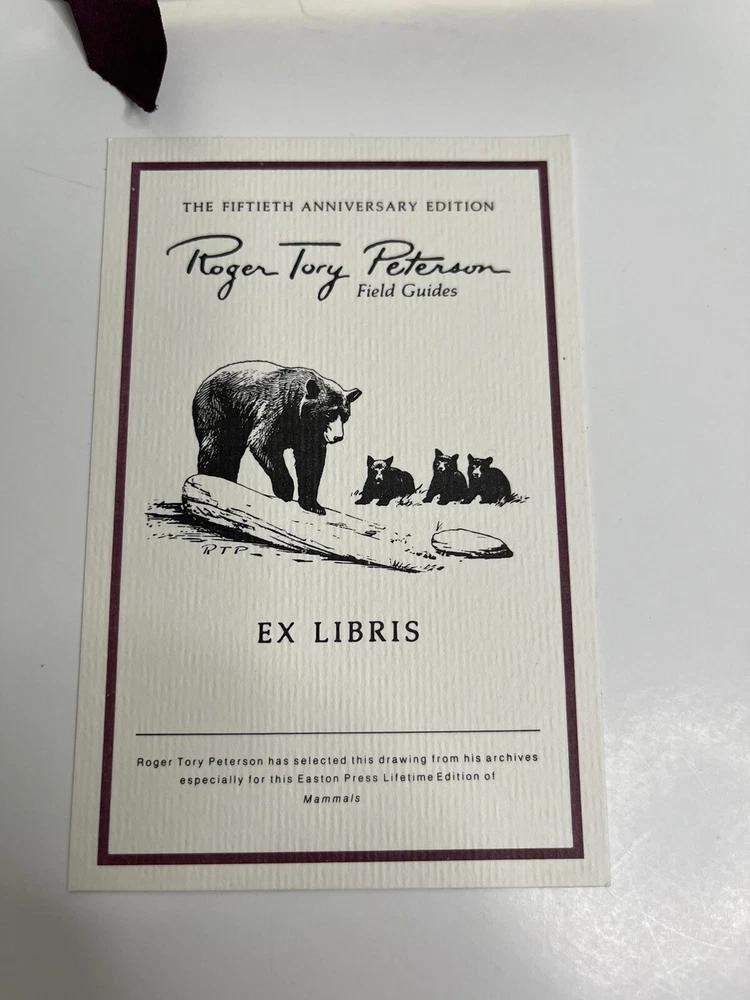 THE FIFTIETH ANNIVERSARY EDITION
Roger Tory Peterson
Field Guides
RTP
EX LIBRIS
Roger Tory Peterson has selected this drawing from his archives
especially for this Easton Press Lifetime Edition of
Mammals